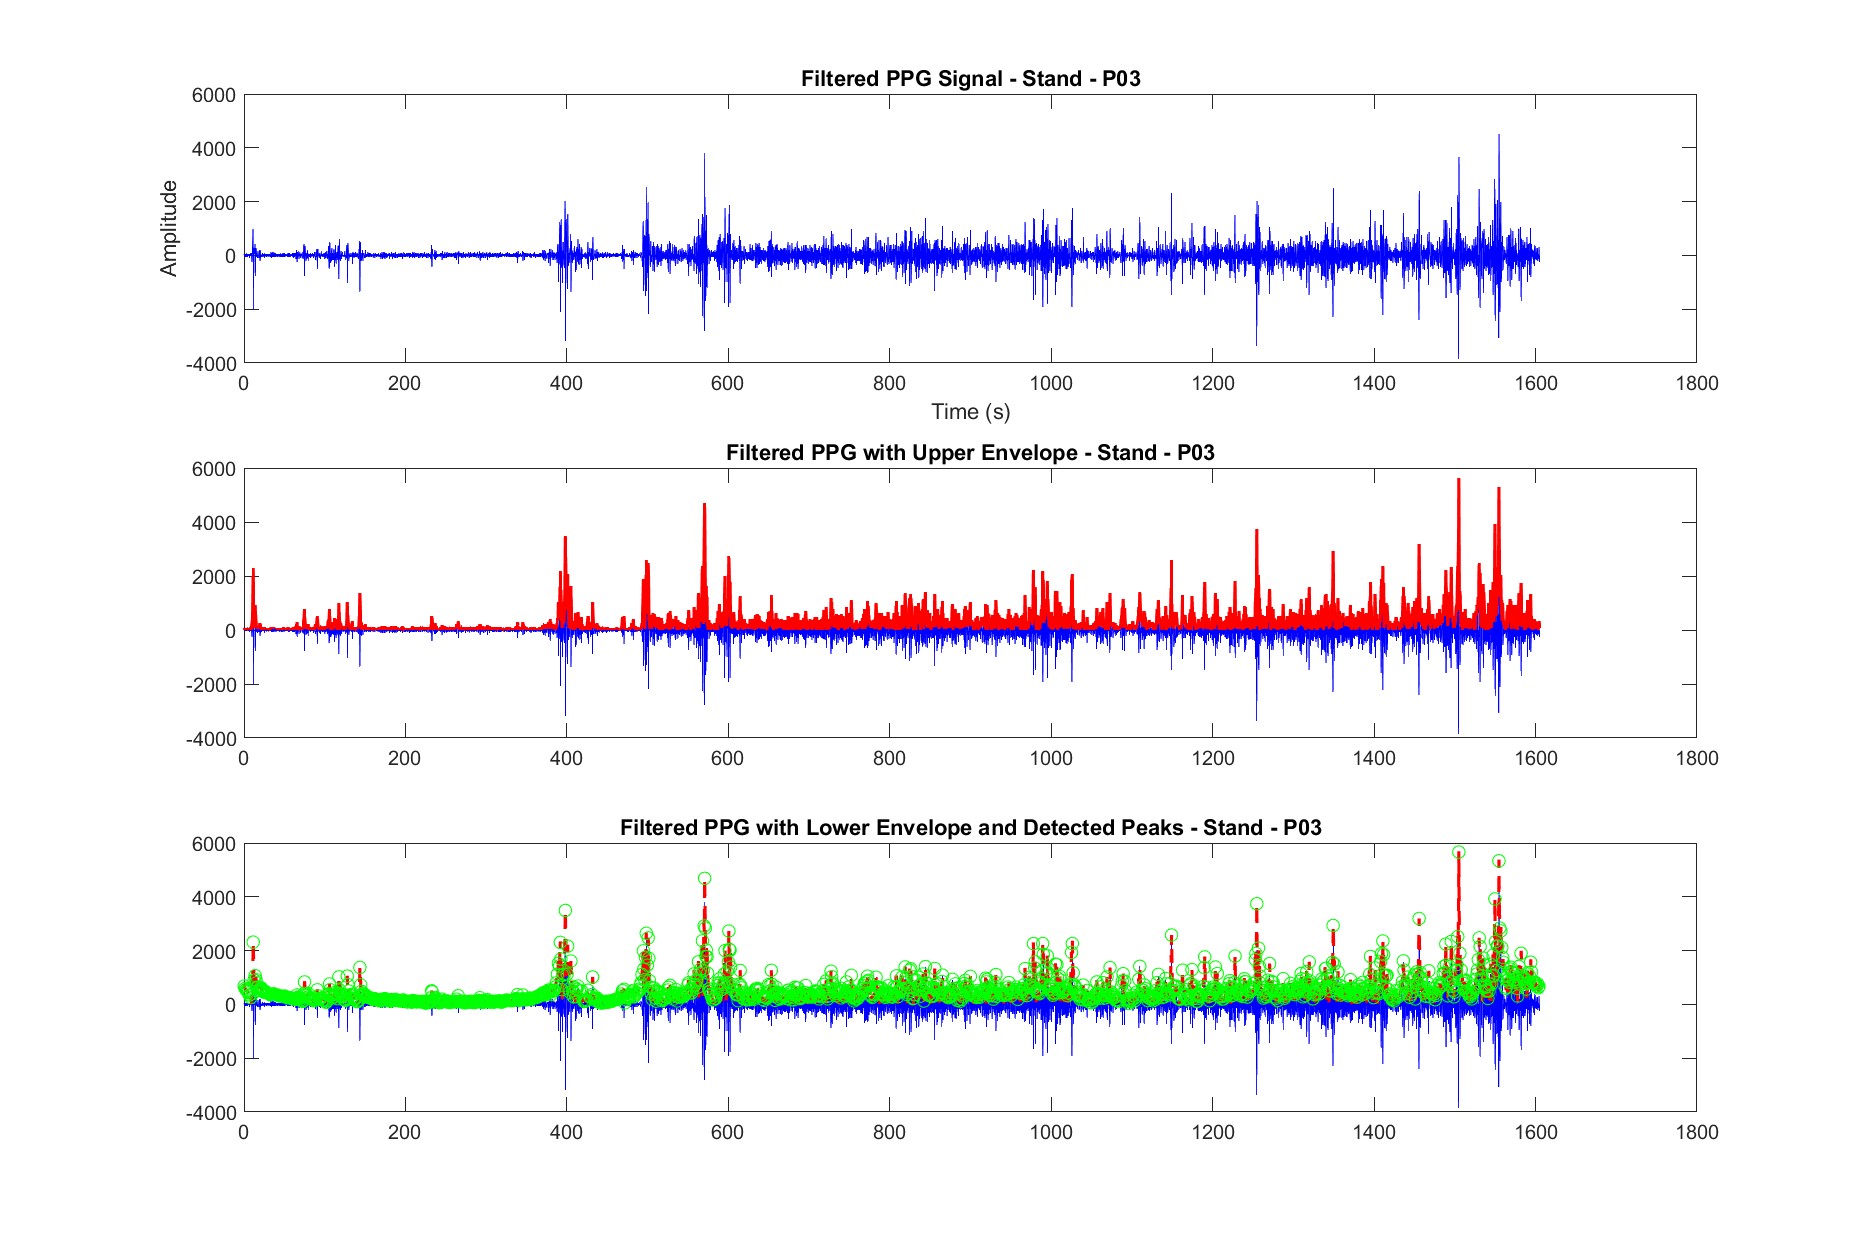 Filtered PPG Signal - Stand - P03
6000
4000
2000
0
-2000
-4000
Amplitude
0 200 400 600 800 1000 1200 1400 1600 1800
Time (s)
Filtered PPG with Upper Envelope - Stand - P03
6000
4000
2000
0
-2000
-4000
0 200 400 600 800 1000 1200 1400 1600 1800
Filtered PPG with Lower Envelope and Detected Peaks - Stand - P03
6000
4000
2000
0
-2000
-4000
0 200 400 600 800 1000 1200 1400 1600 1800